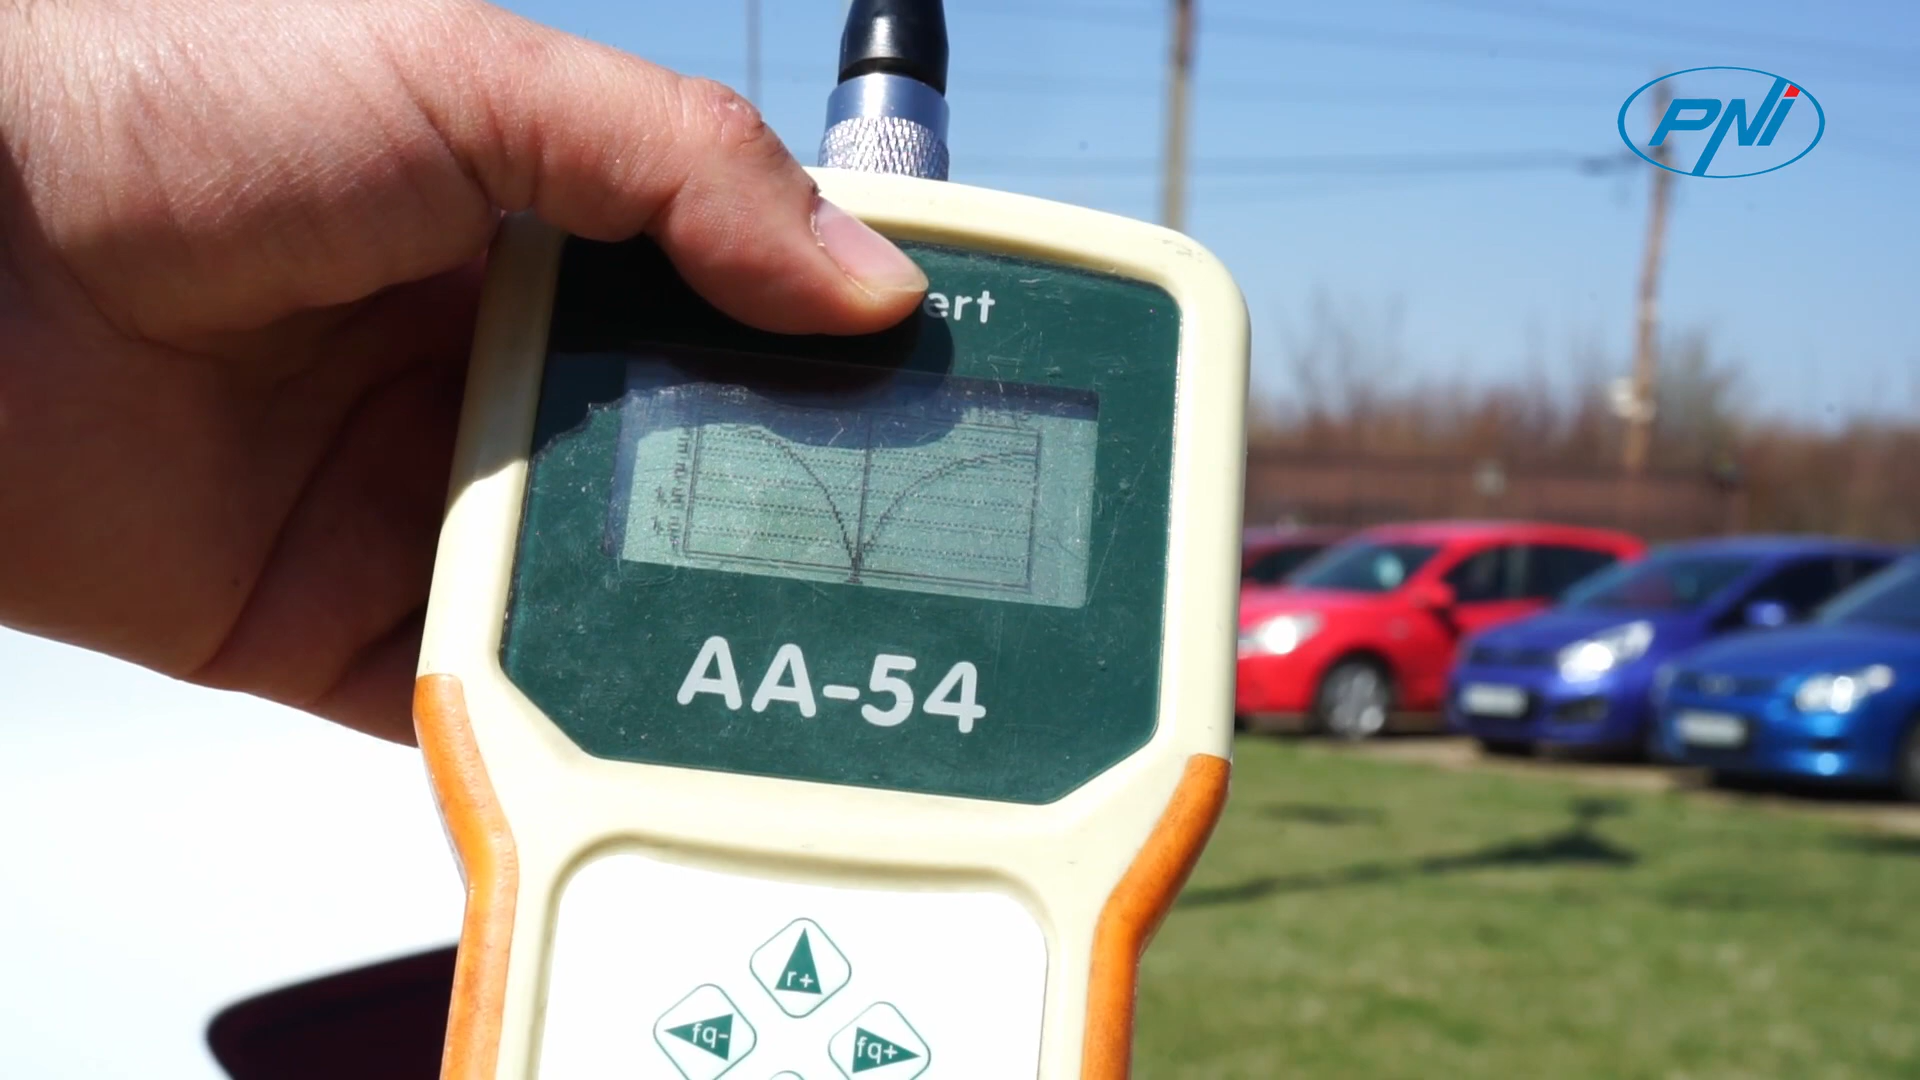 PNI
ert
AA-54
r+
fq-
fq+